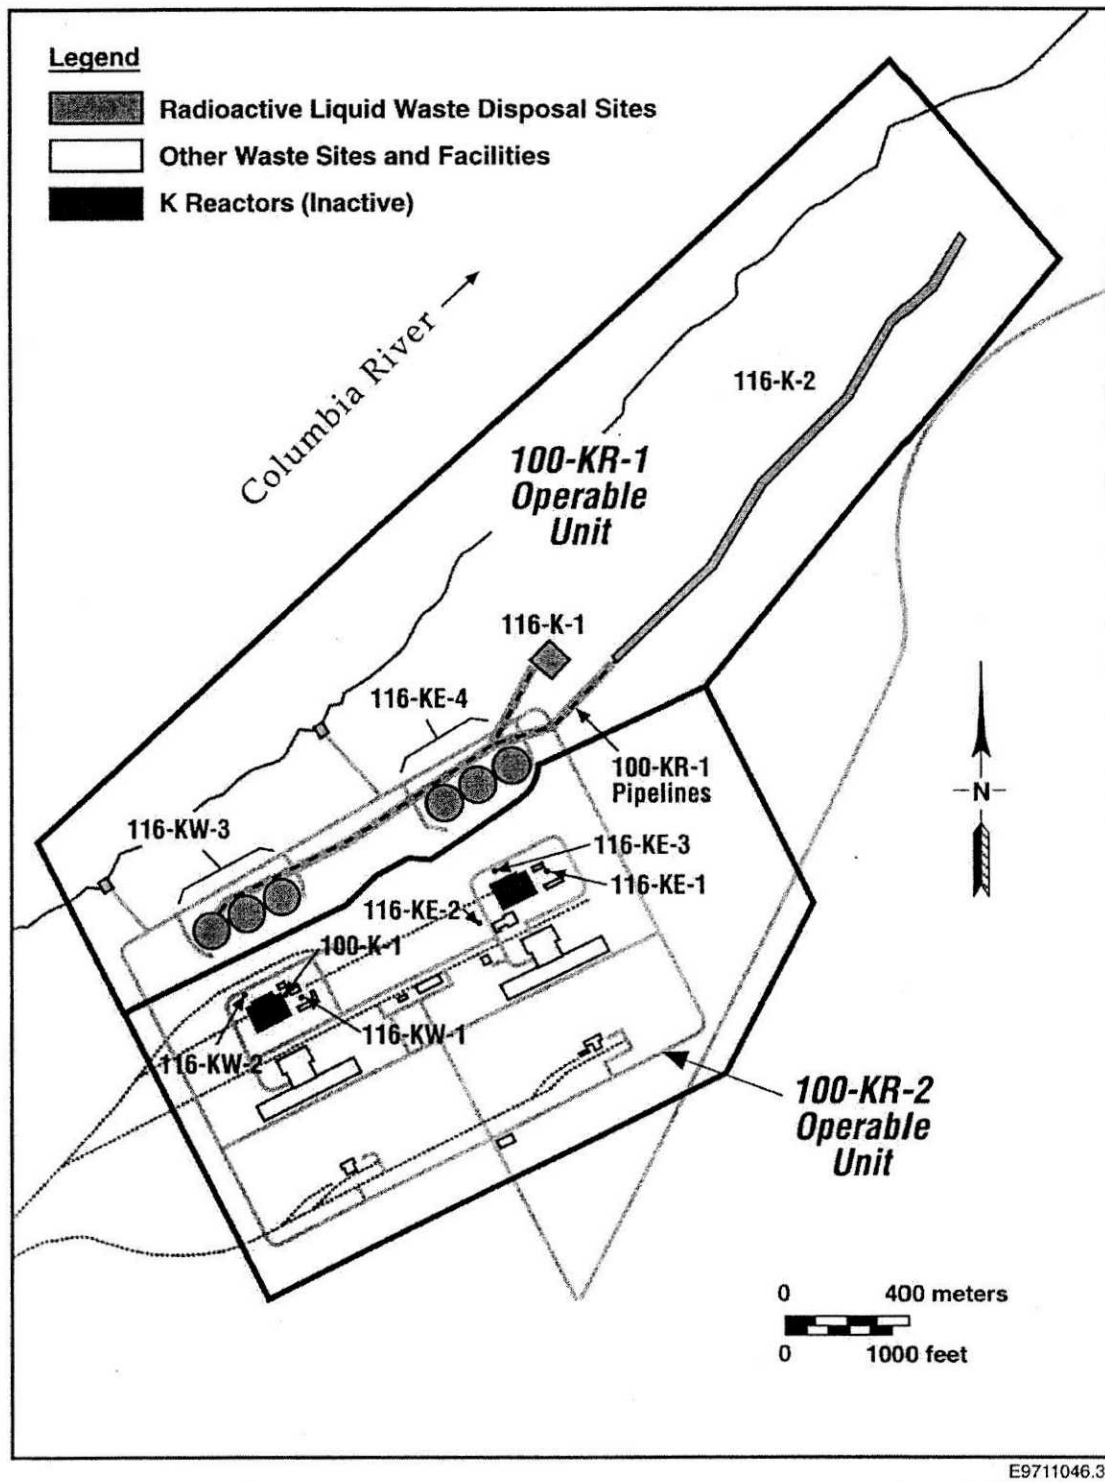 Legend
Radioactive Liquid Waste Disposal Sites
Other Waste Sites and Facilities
K Reactors (Inactive)
Columbia River
116-K-2
100-KR-1
Operable
Unit
116-K-1
116-KE-4
100-KR-1
Pipelines
N
116-KW-3
116-KE-3
116-KE-1
116-KE-2
100-K-1
116-KW-1
116-KW-2
100-KR-2
Operable
Unit
0 400 meters
0 1000 feet
E9711046.3